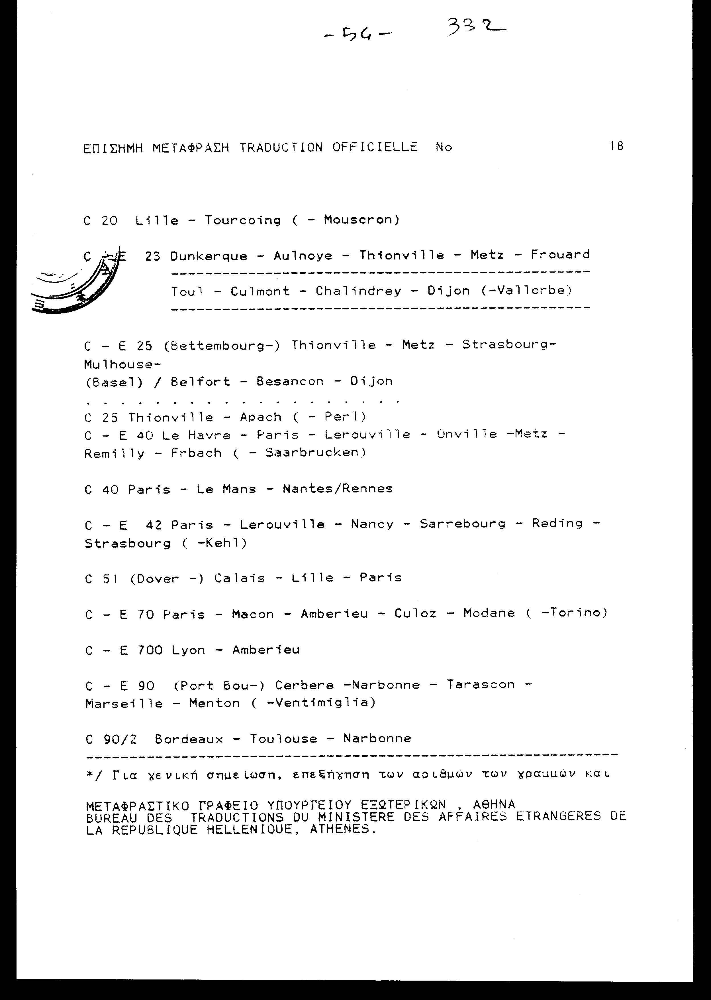 - 54 - 332
ΕΠΙΣΗΜΗ ΜΕΤΑΦΡΑΣΗ TRADUCTION OFFICIELLE No 18
C 20 Lille - Tourcoing ( - Mouscron)
C - E 23 Dunkerque - Aulnoye - Thionville - Metz - Frouard
-------------------------------------------------
Toul - Culmont - Chalindrey - Dijon (-Vallorbe)
-------------------------------------------------
C - E 25 (Bettembourg-) Thionville - Metz - Strasbourg-
Mulhouse-
(Basel) / Belfort - Besancon - Dijon
. . . . . . . . . . . . . . . . . . .
C 25 Thionville - Apach ( - Perl)
C - E 40 Le Havre - Paris - Lerouville - Onville -Metz -
Remilly - Frbach ( - Saarbrucken)
C 40 Paris - Le Mans - Nantes/Rennes
C - E 42 Paris - Lerouville - Nancy - Sarrebourg - Reding -
Strasbourg ( -Kehl)
C 51 (Dover -) Calais - Lille - Paris
C - E 70 Paris - Macon - Amberieu - Culoz - Modane ( -Torino)
C - E 700 Lyon - Amberieu
C - E 90 (Port Bou-) Cerbere -Narbonne - Tarascon -
Marseille - Menton ( -Ventimiglia)
C 90/2 Bordeaux - Toulouse - Narbonne
--------------------------------------------------------------
*/ Για γενική σημείωση, επεξήγηση των αριθμών των γραμμών και
ΜΕΤΑΦΡΑΣΤΙΚΟ ΓΡΑΦΕΙΟ ΥΠΟΥΡΓΕΙΟΥ ΕΞΩΤΕΡΙΚΩΝ , ΑΘΗΝΑ
BUREAU DES TRADUCTIONS DU MINISTERE DES AFFAIRES ETRANGERES DE
LA REPUBLIQUE HELLENIQUE, ATHENES.